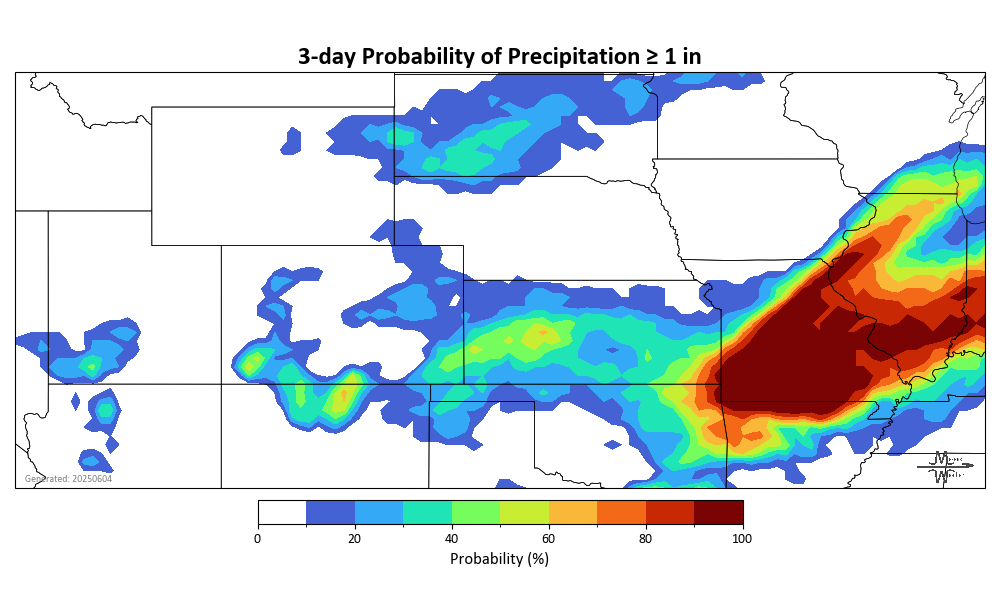 3-day Probability of Precipitation ≥ 1 in
Generated: 20250604
0 20 40 60 80 100
Probability (%)